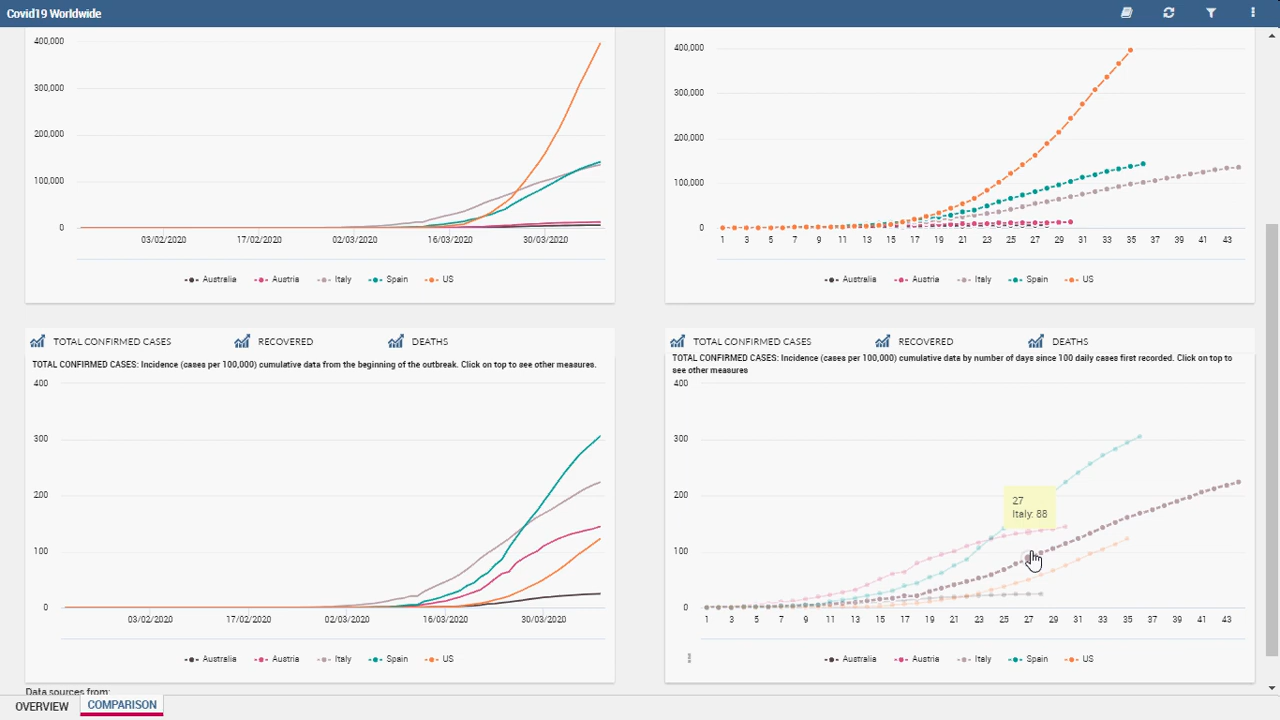 Covid19 Worldwide
400,000
300,000
200,000
100,000
0
03/02/2020 17/02/2020 02/03/2020 16/03/2020 30/03/2020
Australia Austria Italy Spain US
400,000
300,000
200,000
100,000
0
1 3 5 7 9 11 13 15 17 19 21 23 25 27 29 31 33 35 37 39 41 43
Australia Austria Italy Spain US
TOTAL CONFIRMED CASES RECOVERED DEATHS
TOTAL CONFIRMED CASES: Incidence (cases per 100,000) cumulative data from the beginning of the outbreak. Click on top to see other measures.
400
300
200
100
0
03/02/2020 17/02/2020 02/03/2020 16/03/2020 30/03/2020
Australia Austria Italy Spain US
TOTAL CONFIRMED CASES RECOVERED DEATHS
TOTAL CONFIRMED CASES: Incidence (cases per 100,000) cumulative data by number of days since 100 daily cases first recorded. Click on top to
see other measures
400
300
200
100
0
27
Italy: 88
1 3 5 7 9 11 13 15 17 19 21 23 25 27 29 31 33 35 37 39 41 43
Australia Austria Italy Spain US
Data sources from:
OVERVIEW COMPARISON